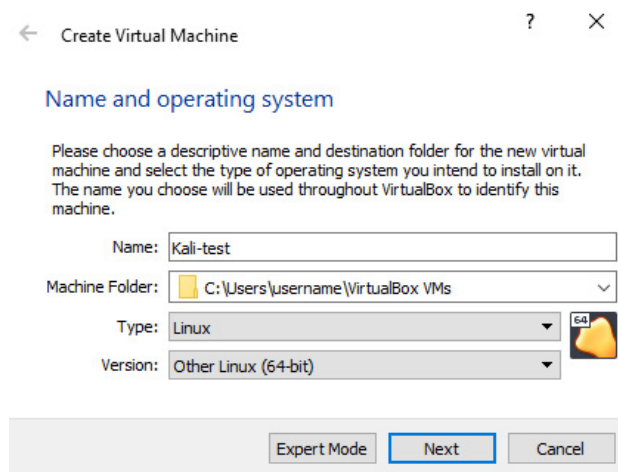 Create Virtual Machine
?
Name and operating system
Please choose a descriptive name and destination folder for the new virtual
machine and select the type of operating system you intend to install on it.
The name you choose will be used throughout VirtualBox to identify this
machine.
Name: Kali-test
Machine Folder: C:\Users\username\VirtualBox VMs
Type: Linux
64
Version: Other Linux (64-bit)
Expert Mode Next Cancel